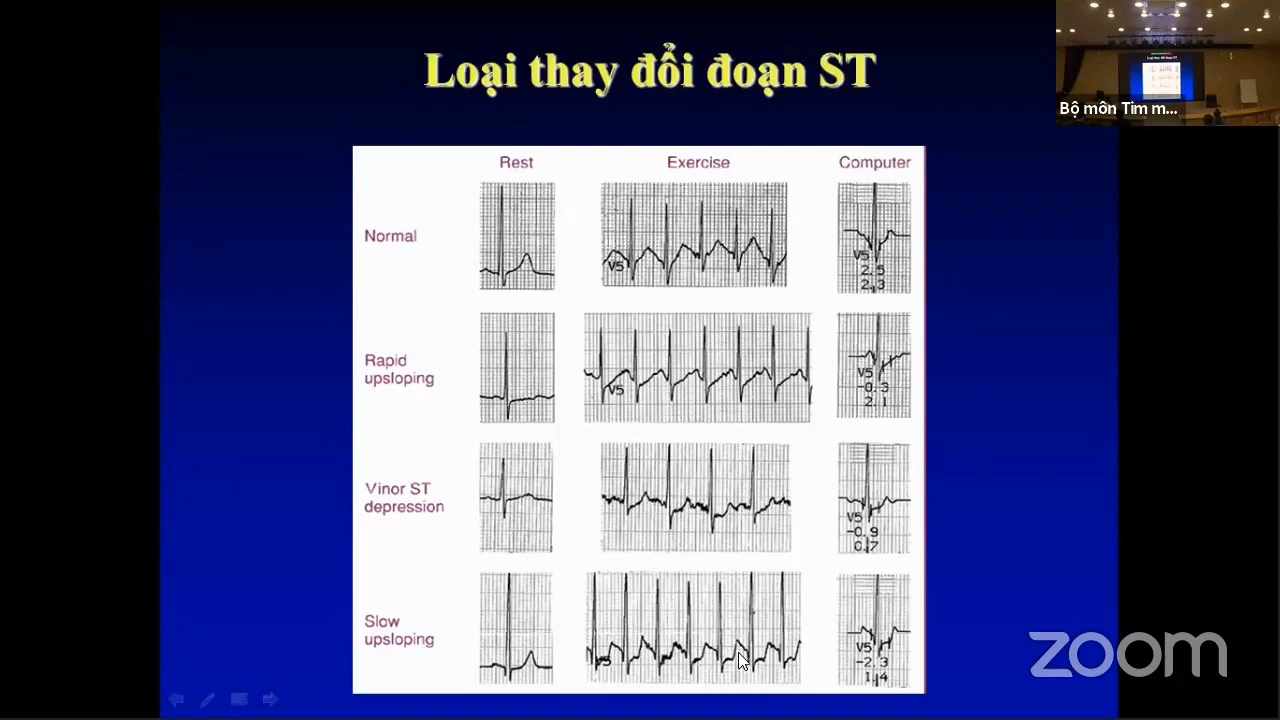 Loại thay đổi đoạn ST
Bộ môn Tim m...
Rest Exercise Computer
Normal
V5
V5
2.5
2.3
Rapid
upsloping
V5
V5
-0.3
2.1
Vinor ST
depression
V5
-0.9
0.7
Slow
upsloping
V5
-2.3
1.4
zoom